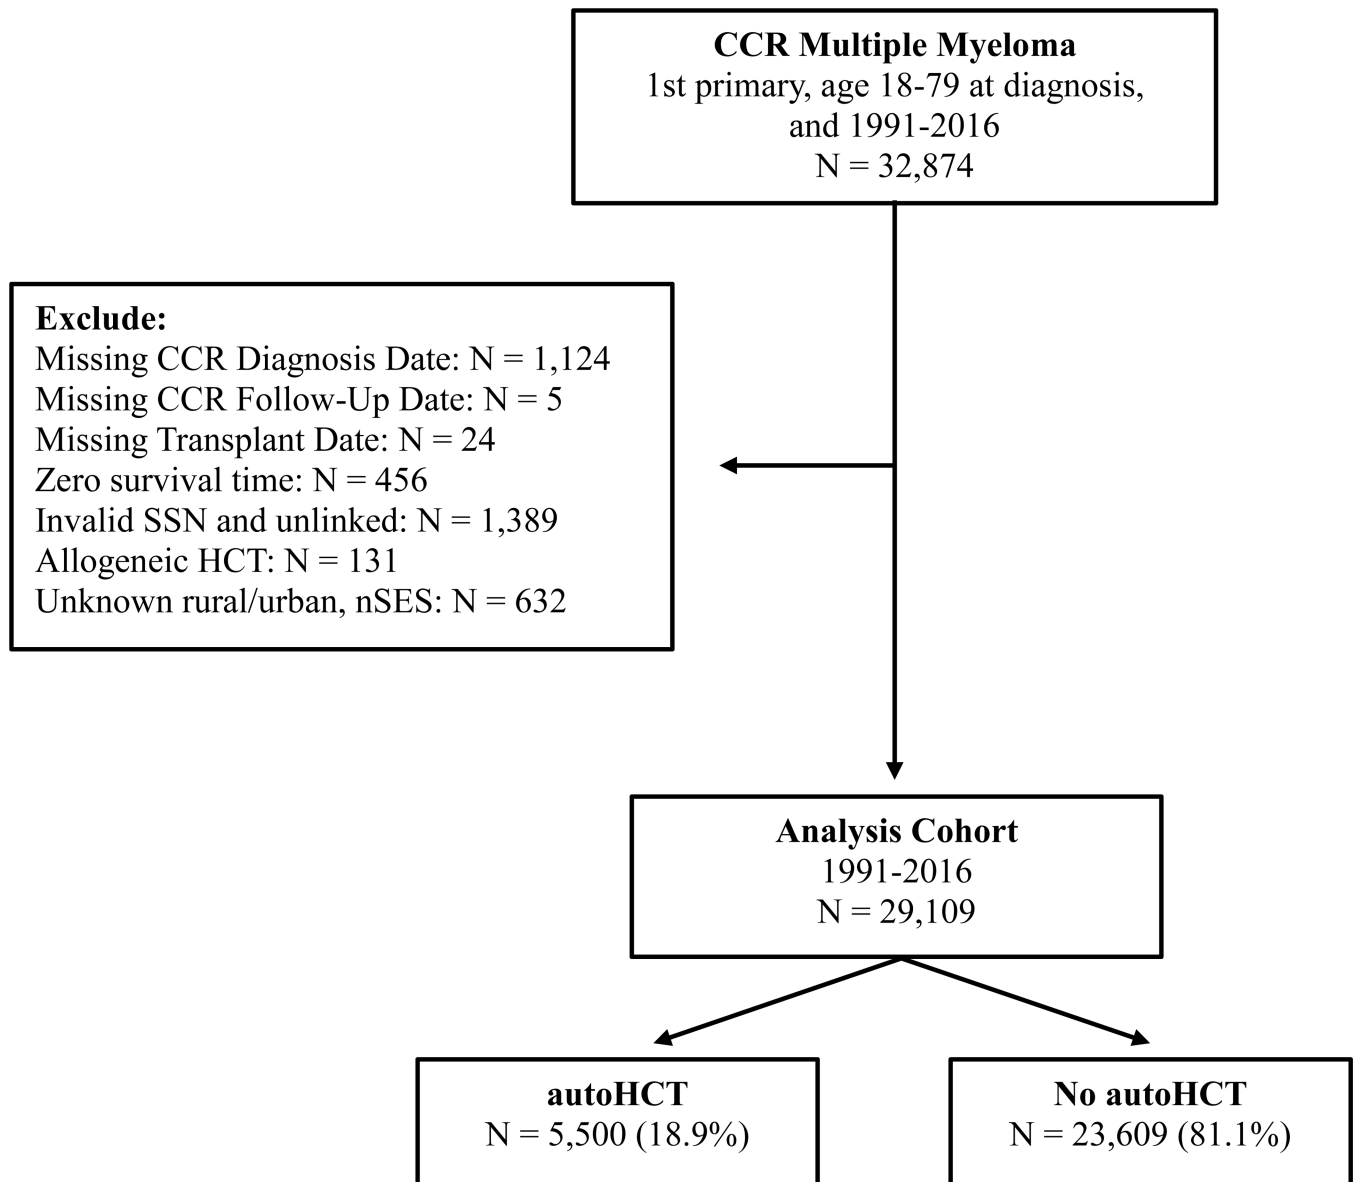 CCR Multiple Myeloma
1st primary, age 18-79 at diagnosis,
and 1991-2016
N = 32,874
Exclude:
Missing CCR Diagnosis Date: N = 1,124
Missing CCR Follow-Up Date: N = 5
Missing Transplant Date: N = 24
Zero survival time: N = 456
Invalid SSN and unlinked: N = 1,389
Allogeneic HCT: N = 131
Unknown rural/urban, nSES: N = 632
Analysis Cohort
1991-2016
N = 29,109
autoHCT
N = 5,500 (18.9%)
No autoHCT
N = 23,609 (81.1%)